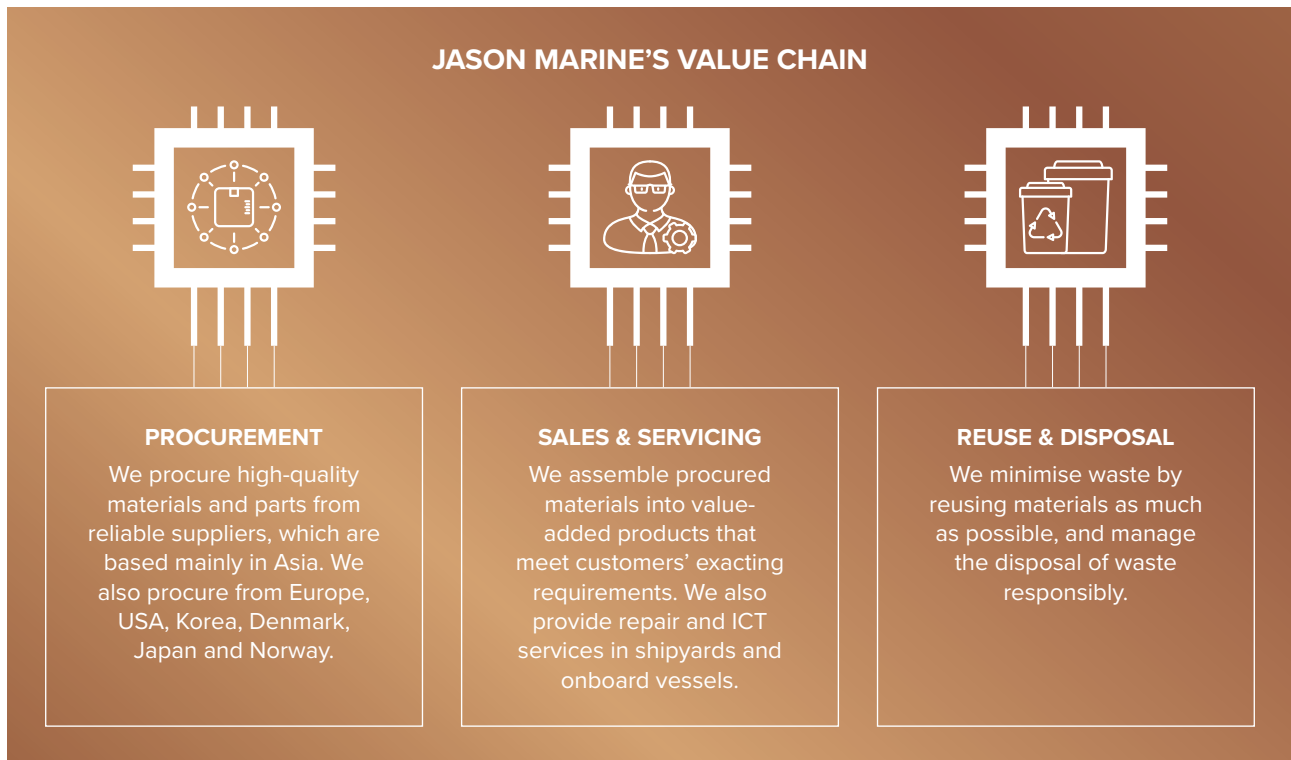 JASON MARINE’S VALUE CHAIN
PROCUREMENT
We procure high-quality
materials and parts from
reliable suppliers, which are
based mainly in Asia. We
also procure from Europe,
USA, Korea, Denmark,
Japan and Norway.
SALES & SERVICING
We assemble procured
materials into value-
added products that
meet customers’ exacting
requirements. We also
provide repair and ICT
services in shipyards and
onboard vessels.
REUSE & DISPOSAL
We minimise waste by
reusing materials as much
as possible, and manage
the disposal of waste
responsibly.